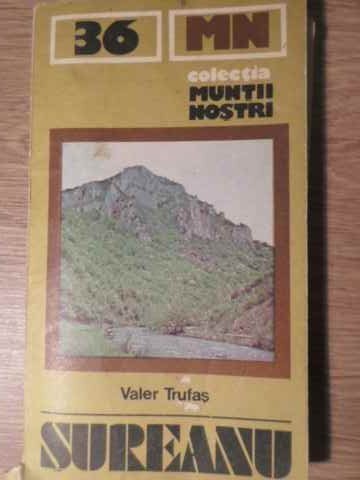 36 MN
colecția
MUNȚII
NOȘTRI
Valer Trufaș
SUREANU